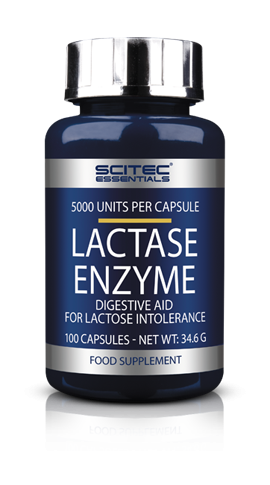 SCITEC
ESSENTIALS
5000 UNITS PER CAPSULE
LACTASE
ENZYME
DIGESTIVE AID
FOR LACTOSE INTOLERANCE
100 CAPSULES - NET WT: 34.6 G
FOOD SUPPLEMENT